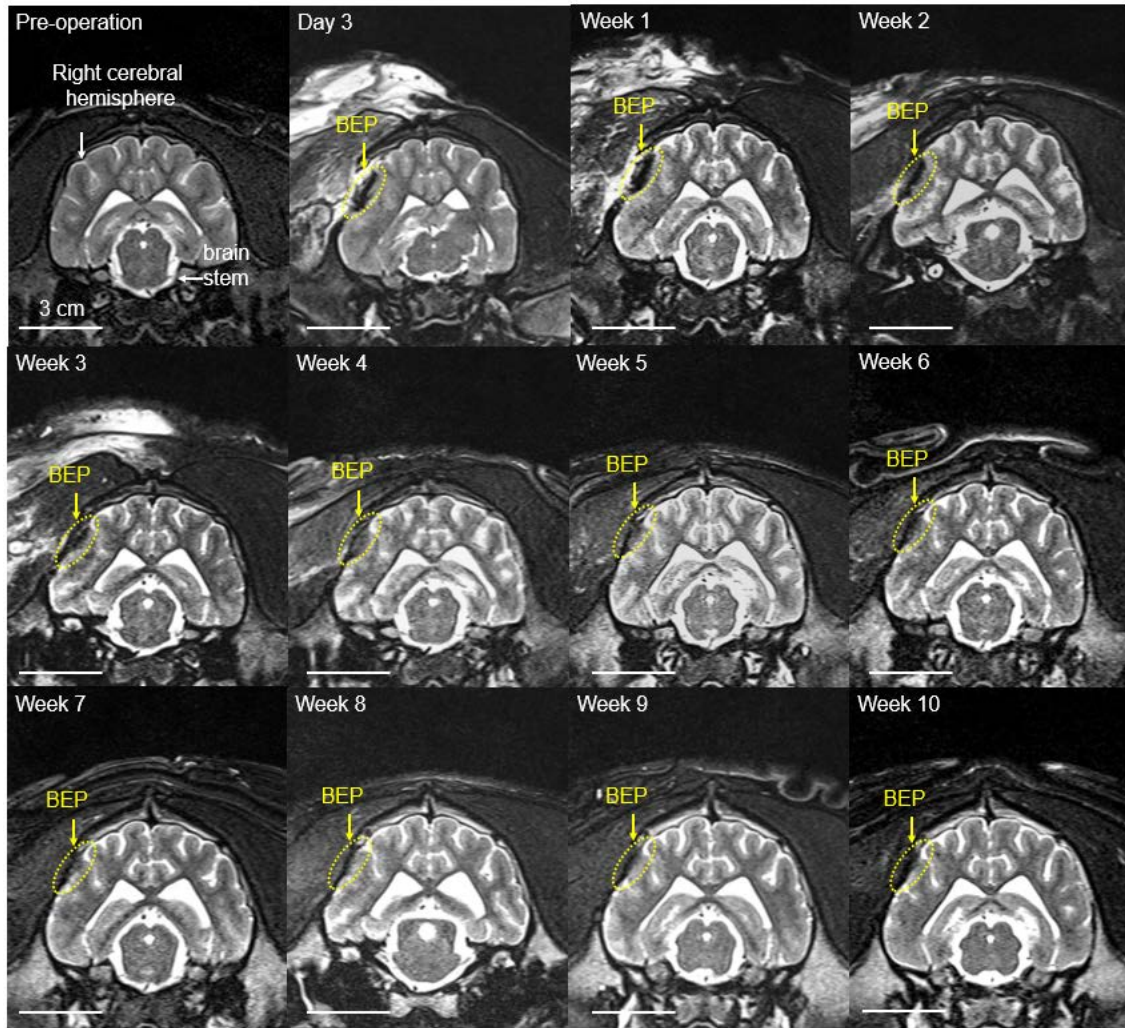 Pre-operation
Right cerebral
hemisphere
brain
stem
3 cm
Day 3
BEP
Week 1
BEP
Week 2
BEP
Week 3
BEP
Week 4
BEP
Week 5
BEP
Week 6
BEP
Week 7
BEP
Week 8
BEP
Week 9
BEP
Week 10
BEP